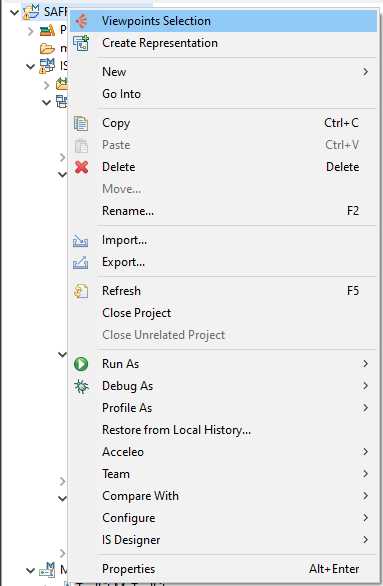 SAFE
Viewpoints Selection
Create Representation
New
Go Into
Copy Ctrl+C
Paste Ctrl+V
Delete Delete
Move...
Rename... F2
Import...
Export...
Refresh F5
Close Project
Close Unrelated Project
Run As
Debug As
Profile As
Restore from Local History...
Acceleo
Team
Compare With
Configure
IS Designer
Properties Alt+Enter
P
m
IS
M